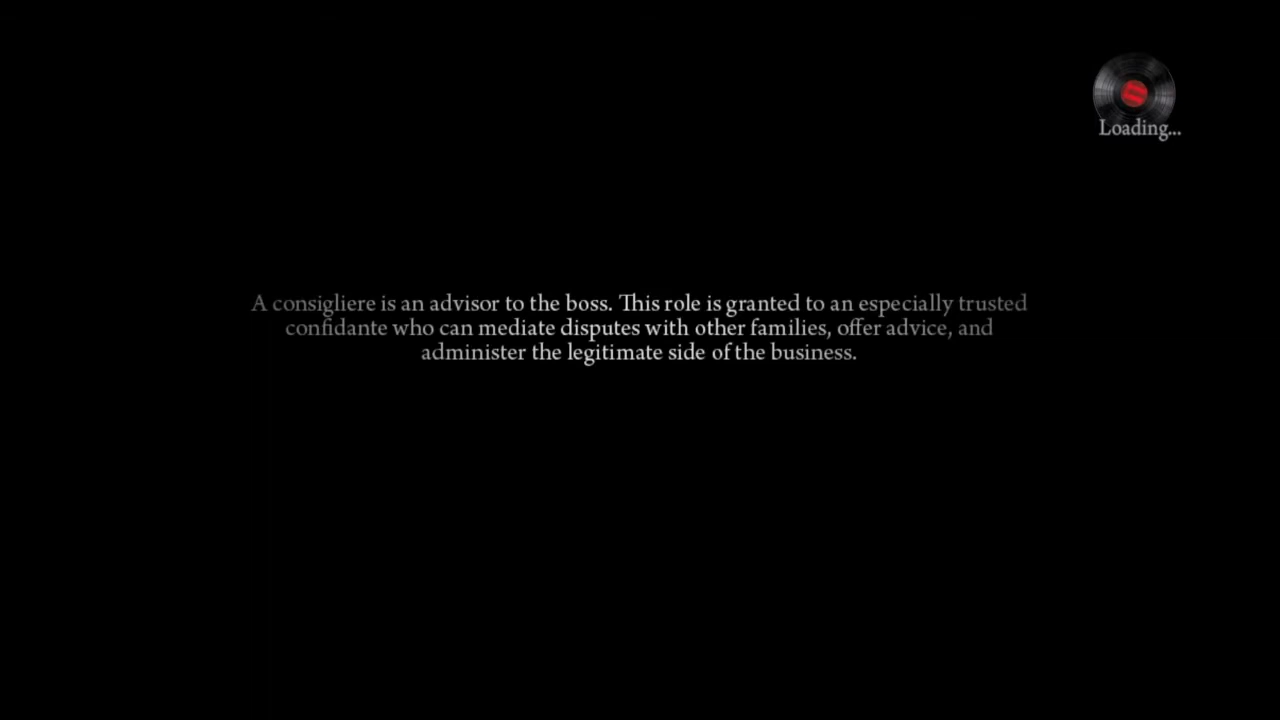 Loading...
A consigliere is an advisor to the boss. This role is granted to an especially trusted
confidante who can mediate disputes with other families, offer advice, and
administer the legitimate side of the business.